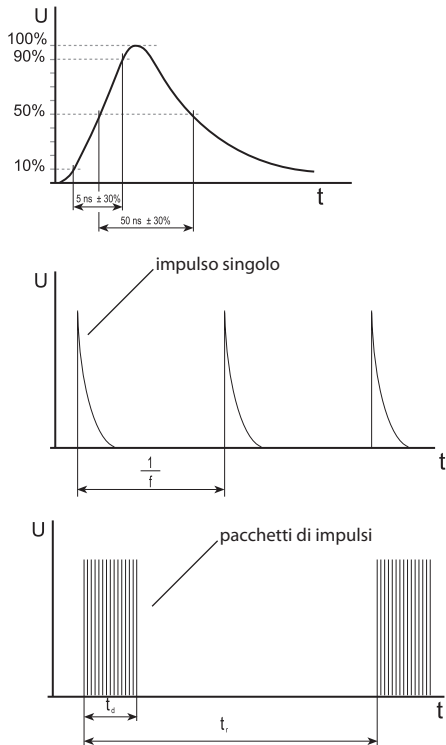 U
100%
90%
50%
10%
5 ns ± 30%
t
50 ns ± 30%
impulso singolo
U
t
1
f
U
pacchetti di impulsi
t
t_d
t_r